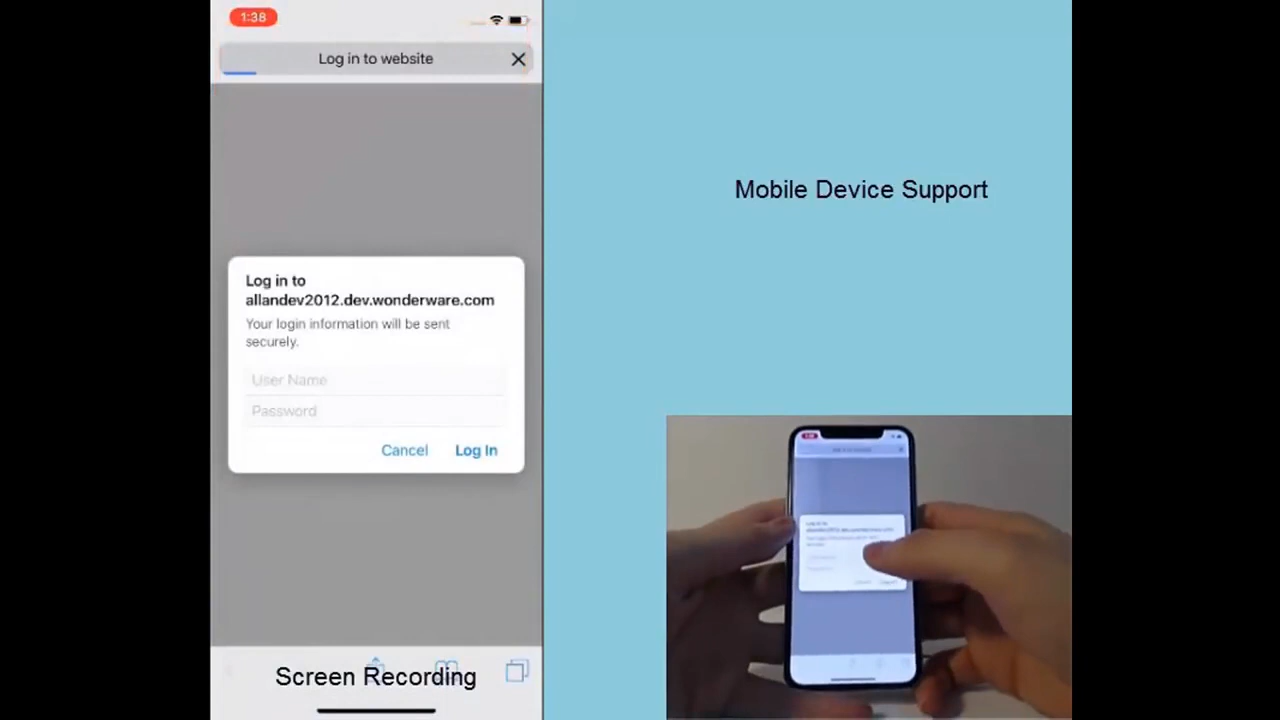 1:38
Log in to website
Log in to
allandev2012.dev.wonderware.com
Your login information will be sent
securely.
User Name
Password
Cancel
Log In
Screen Recording
Mobile Device Support